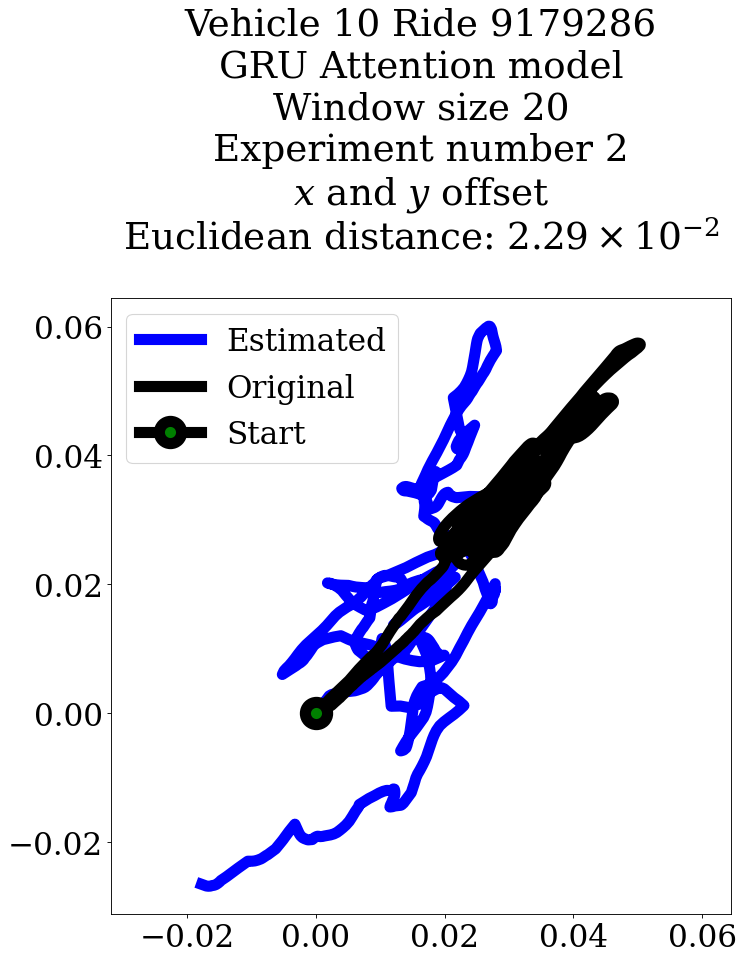 Vehicle 10 Ride 9179286
GRU Attention model
Window size 20
Experiment number 2
x and y offset
Euclidean distance: 2.29 × 10⁻²
Estimated
Original
Start
0.06
0.04
0.02
0.00
−0.02
−0.02 0.00 0.02 0.04 0.06